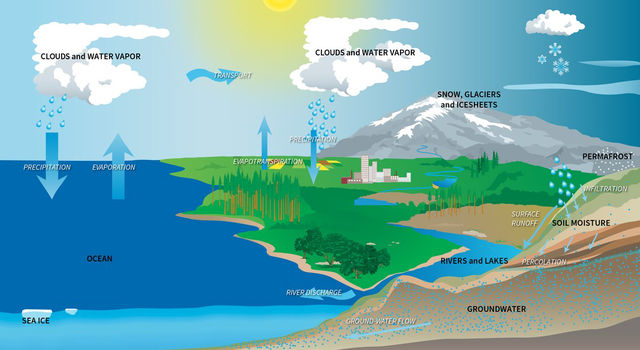 CLOUDS and WATER VAPOR
CLOUDS and WATER VAPOR
TRANSPORT
SNOW, GLACIERS
and ICESHEETS
PRECIPITATION
PERMAFROST
PRECIPITATION
EVAPORATION
EVAPOTRANSPIRATION
INFILTRATION
SURFACE
RUNOFF
SOIL MOISTURE
OCEAN
RIVERS and LAKES
PERCOLATION
RIVER DISCHARGE
GROUNDWATER
SEA ICE
GROUND-WATER FLOW